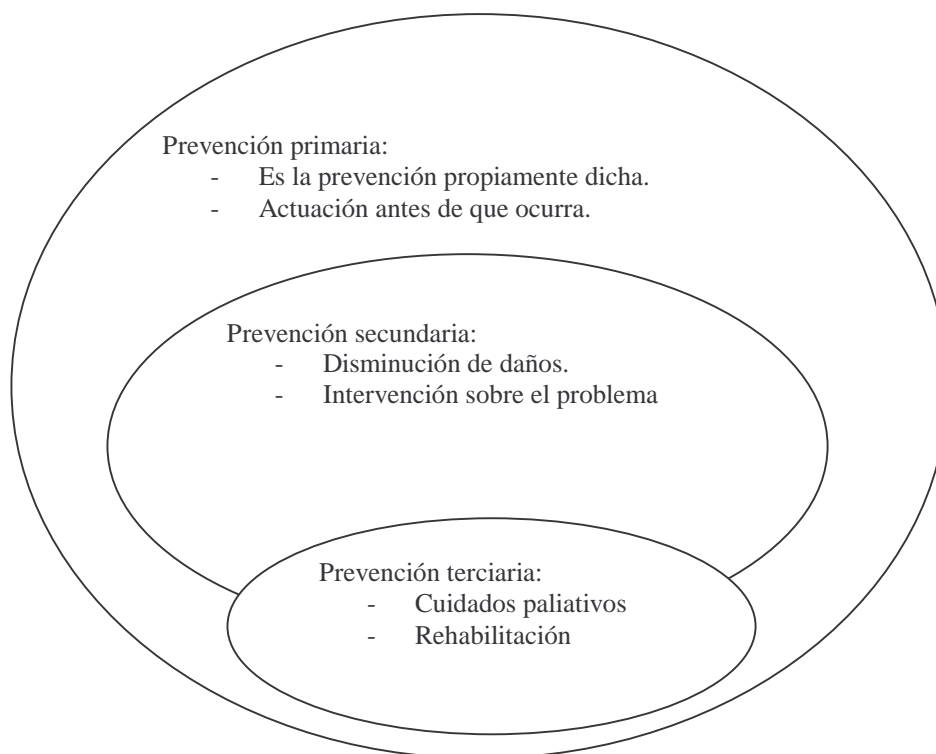 Prevención primaria:
- Es la prevención propiamente dicha.
- Actuación antes de que ocurra.
Prevención secundaria:
- Disminución de daños.
- Intervención sobre el problema
Prevención terciaria:
- Cuidados paliativos
- Rehabilitación